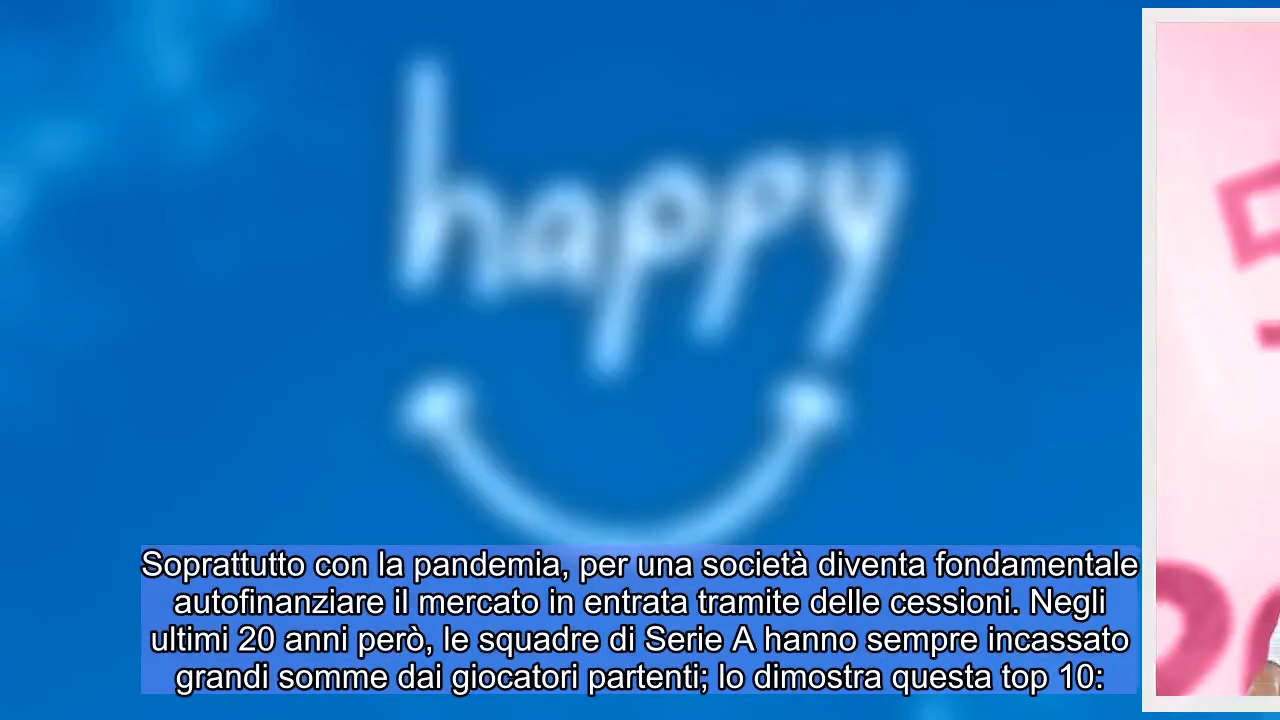 happy
Soprattutto con la pandemia, per una società diventa fondamentale
autofinanziare il mercato in entrata tramite delle cessioni. Negli
ultimi 20 anni però, le squadre di Serie A hanno sempre incassato
grandi somme dai giocatori partenti; lo dimostra questa top 10: